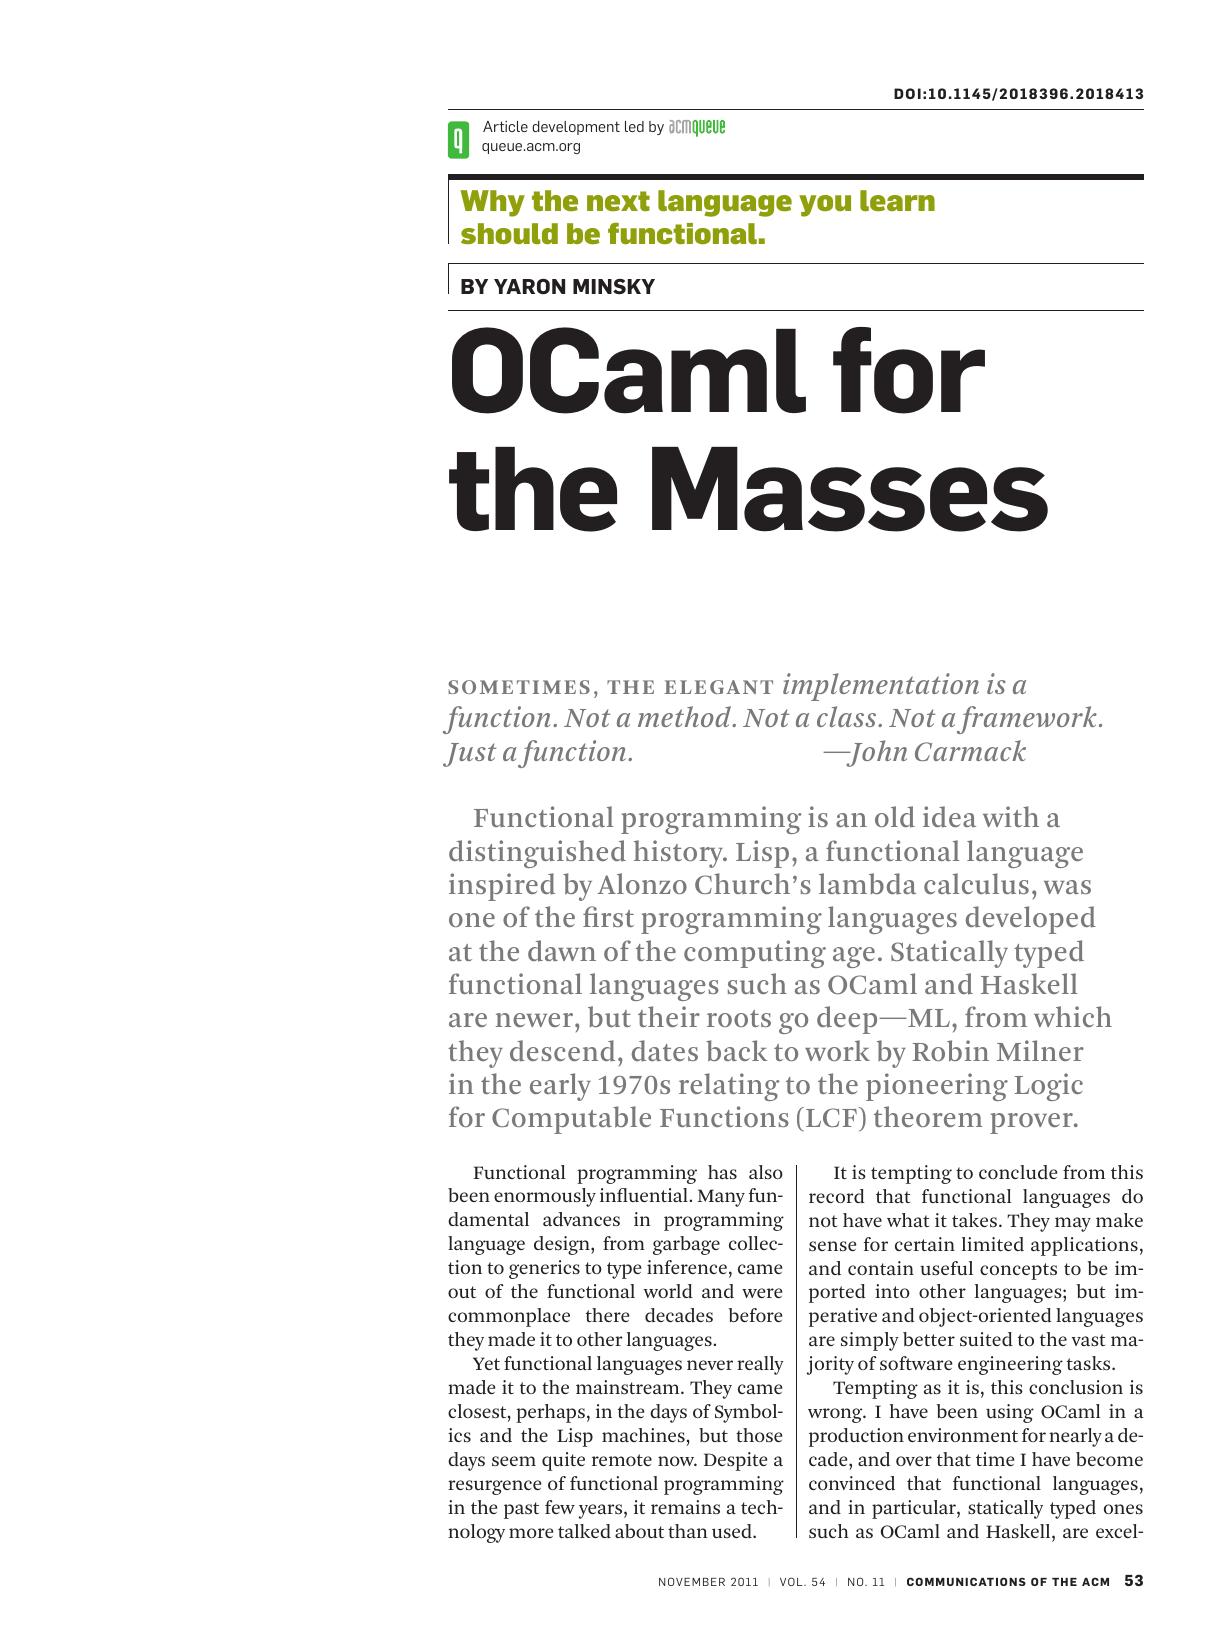 DOI:10.1145/2018396.2018413
q
Article development led by acmqueue
queue.acm.org
Why the next language you learn
should be functional.
BY YARON MINSKY
OCaml for
the Masses
SOMETIMES, THE ELEGANT implementation is a
function. Not a method. Not a class. Not a framework.
Just a function. —John Carmack
Functional programming is an old idea with a
distinguished history. Lisp, a functional language
inspired by Alonzo Church’s lambda calculus, was
one of the first programming languages developed
at the dawn of the computing age. Statically typed
functional languages such as OCaml and Haskell
are newer, but their roots go deep—ML, from which
they descend, dates back to work by Robin Milner
in the early 1970s relating to the pioneering Logic
for Computable Functions (LCF) theorem prover.
Functional programming has also
been enormously influential. Many fun-
damental advances in programming
language design, from garbage collec-
tion to generics to type inference, came
out of the functional world and were
commonplace there decades before
they made it to other languages.
Yet functional languages never really
made it to the mainstream. They came
closest, perhaps, in the days of Symbol-
ics and the Lisp machines, but those
days seem quite remote now. Despite a
resurgence of functional programming
in the past few years, it remains a tech-
nology more talked about than used.
It is tempting to conclude from this
record that functional languages do
not have what it takes. They may make
sense for certain limited applications,
and contain useful concepts to be im-
ported into other languages; but im-
perative and object-oriented languages
are simply better suited to the vast ma-
jority of software engineering tasks.
Tempting as it is, this conclusion is
wrong. I have been using OCaml in a
production environment for nearly a de-
cade, and over that time I have become
convinced that functional languages,
and in particular, statically typed ones
such as OCaml and Haskell, are excel-
NOVEMBER 2011 | VOL. 54 | NO. 11 | COMMUNICATIONS OF THE ACM 53